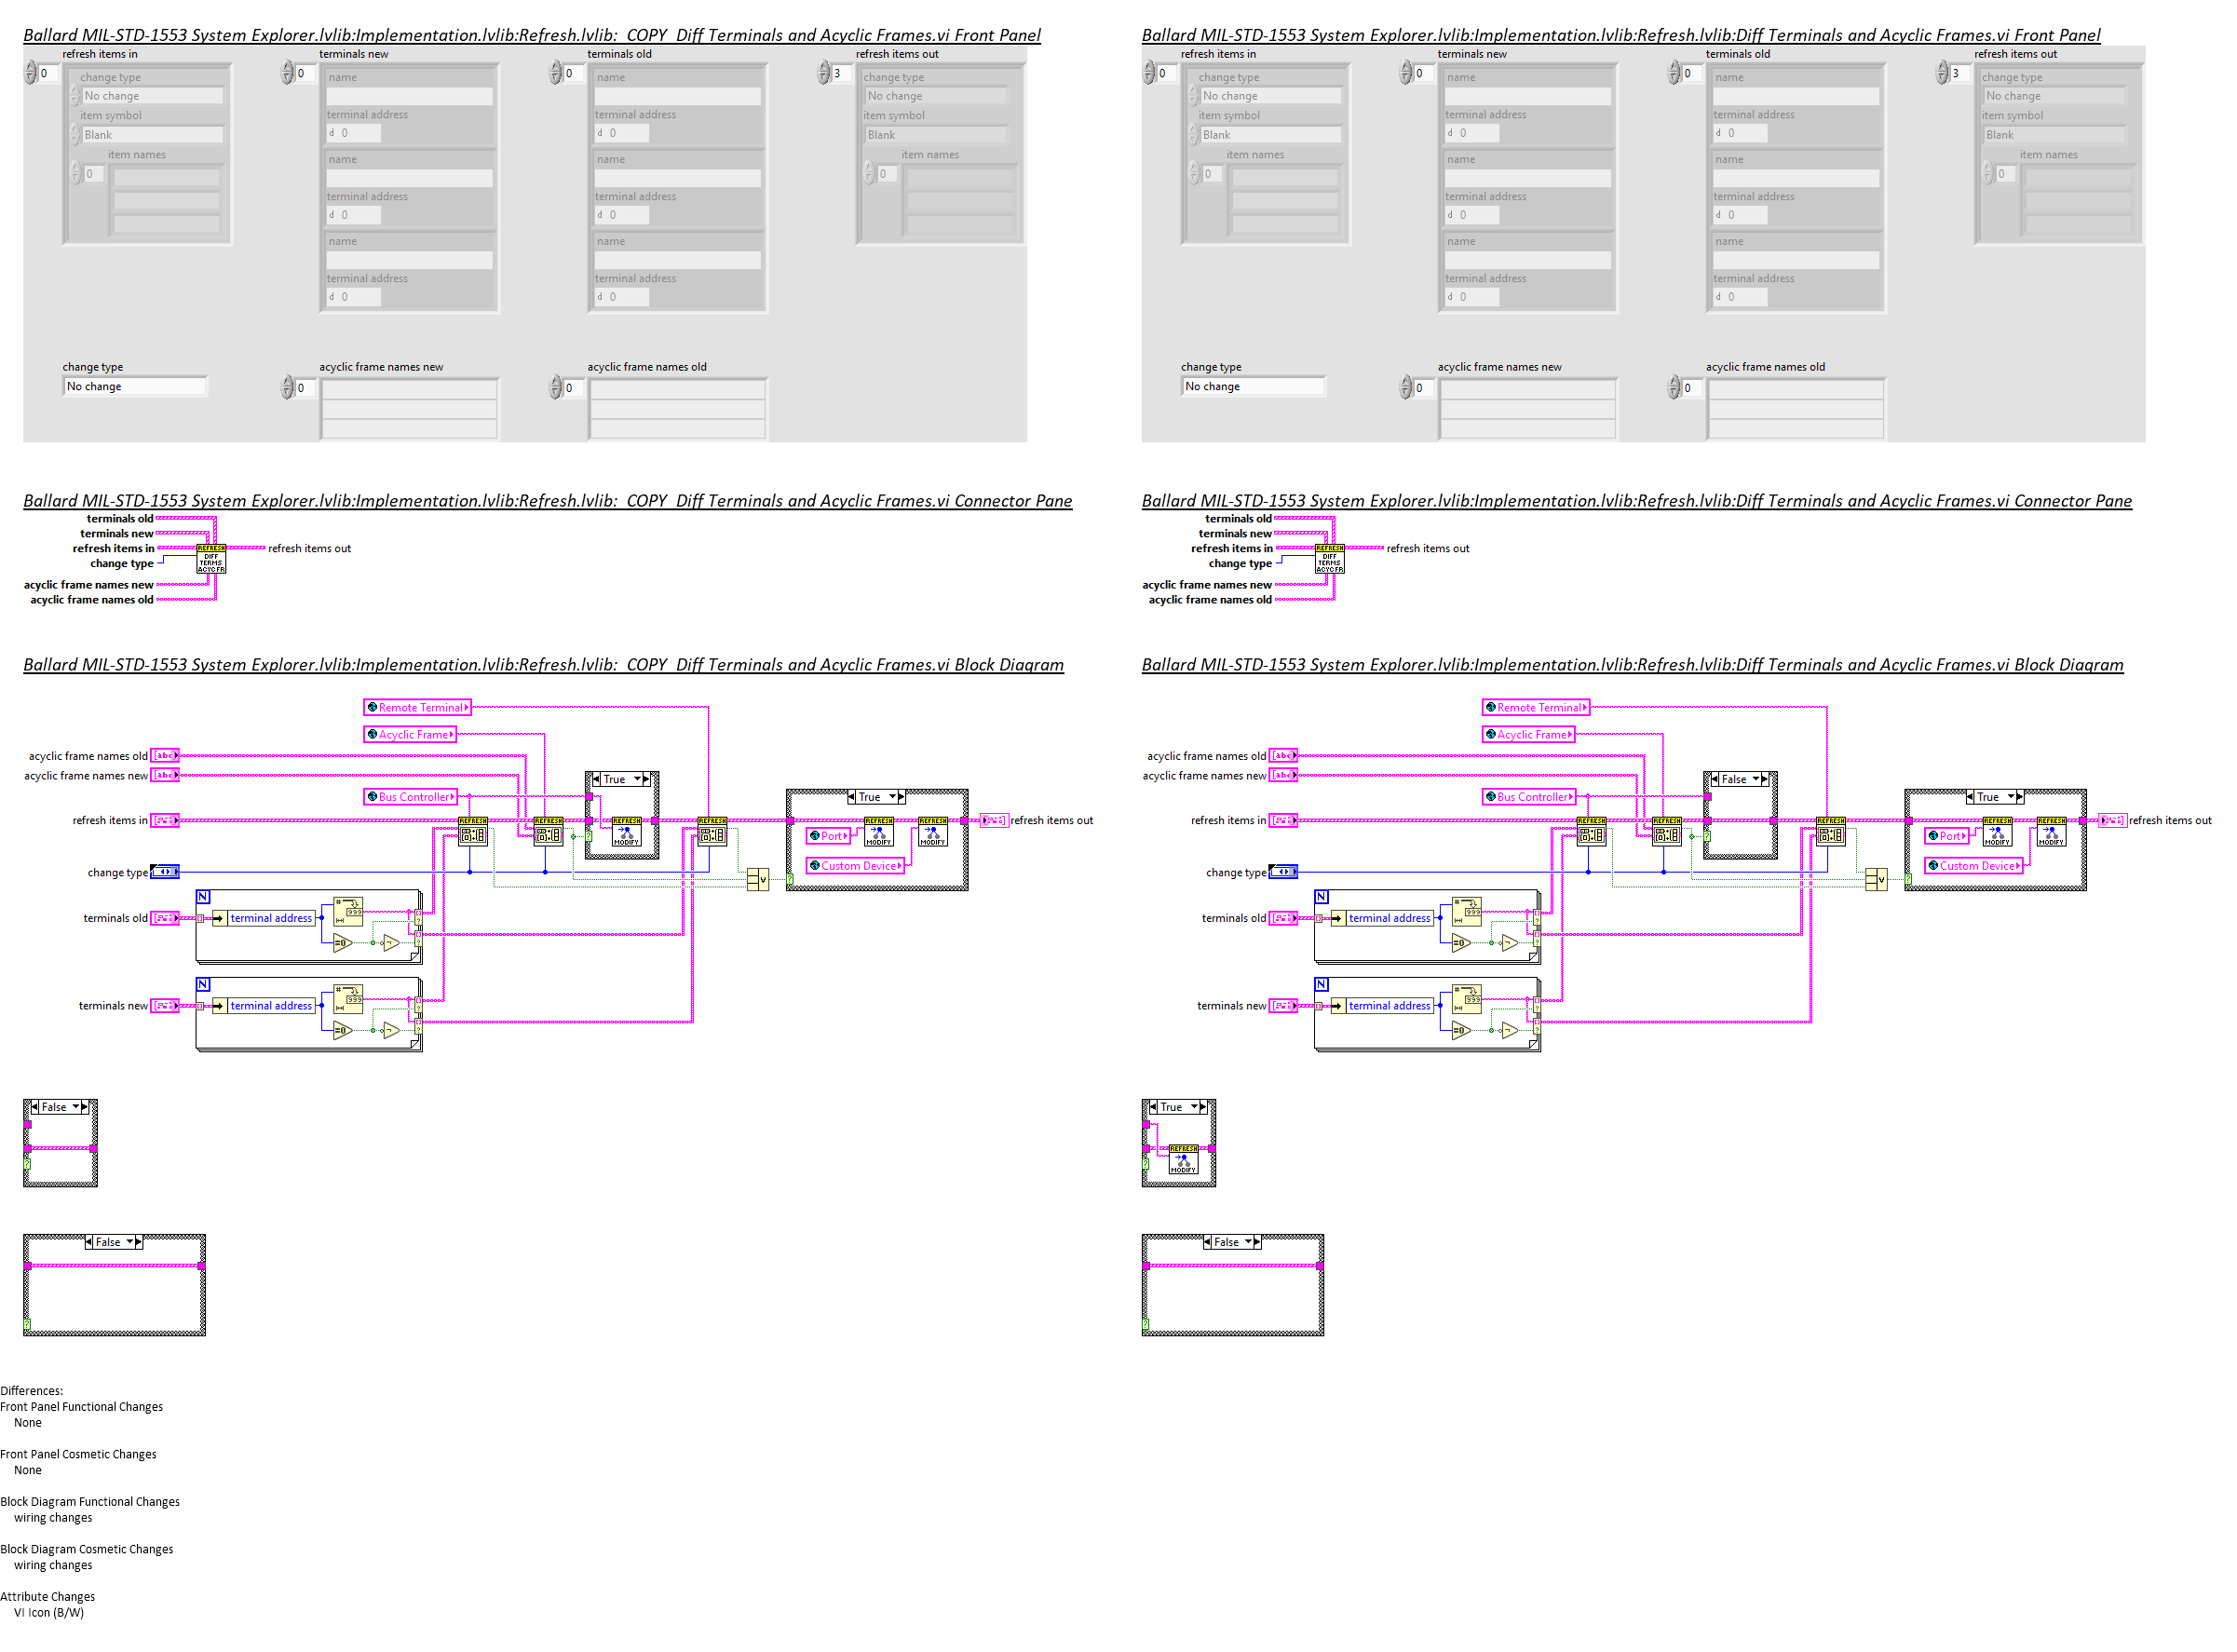 Ballard MIL-STD-1553 System Explorer.lvlib:Implementation.lvlib:Refresh.lvlib:  COPY  Diff Terminals and Acyclic Frames.vi Front Panel
refresh items in
terminals new
terminals old
refresh items out
0
0
0
3
change type
name
name
change type
No change
No change
item symbol
terminal address
terminal address
item symbol
Blank
d 0
d 0
Blank
item names
name
name
item names
0
0
terminal address
terminal address
d 0
d 0
name
name
terminal address
terminal address
d 0
d 0
change type
acyclic frame names new
acyclic frame names old
No change
0
0
Ballard MIL-STD-1553 System Explorer.lvlib:Implementation.lvlib:Refresh.lvlib:Diff Terminals and Acyclic Frames.vi Front Panel
refresh items in
terminals new
terminals old
refresh items out
0
0
0
3
change type
name
name
change type
No change
No change
item symbol
terminal address
terminal address
item symbol
Blank
d 0
d 0
Blank
item names
name
name
item names
0
0
terminal address
terminal address
d 0
d 0
name
name
terminal address
terminal address
d 0
d 0
change type
acyclic frame names new
acyclic frame names old
No change
0
0
Ballard MIL-STD-1553 System Explorer.lvlib:Implementation.lvlib:Refresh.lvlib:  COPY  Diff Terminals and Acyclic Frames.vi Connector Pane
terminals old
terminals new
refresh items in
change type
acyclic frame names new
acyclic frame names old
REFRESH
DIFF
TERMS
ACYC FR
refresh items out
Ballard MIL-STD-1553 System Explorer.lvlib:Implementation.lvlib:Refresh.lvlib:Diff Terminals and Acyclic Frames.vi Connector Pane
terminals old
terminals new
refresh items in
change type
acyclic frame names new
acyclic frame names old
REFRESH
DIFF
TERMS
ACYC FR
refresh items out
Ballard MIL-STD-1553 System Explorer.lvlib:Implementation.lvlib:Refresh.lvlib:  COPY  Diff Terminals and Acyclic Frames.vi Block Diagram
Remote Terminal
Acyclic Frame
acyclic frame names old
abc
acyclic frame names new
abc
True
Bus Controller
True
refresh items in
REFRESH
REFRESH
REFRESH
MODIFY
REFRESH
Port
REFRESH
MODIFY
REFRESH
MODIFY
refresh items out
Custom Device
change type
N
terminals old
terminal address
#
999
=0
N
terminals new
terminal address
#
999
=0
False
False
Ballard MIL-STD-1553 System Explorer.lvlib:Implementation.lvlib:Refresh.lvlib:Diff Terminals and Acyclic Frames.vi Block Diagram
Remote Terminal
Acyclic Frame
acyclic frame names old
abc
acyclic frame names new
abc
False
Bus Controller
True
refresh items in
REFRESH
REFRESH
REFRESH
Port
REFRESH
MODIFY
REFRESH
MODIFY
refresh items out
Custom Device
change type
N
terminals old
terminal address
#
999
=0
N
terminals new
terminal address
#
999
=0
True
REFRESH
MODIFY
False
Differences:
Front Panel Functional Changes
None
Front Panel Cosmetic Changes
None
Block Diagram Functional Changes
wiring changes
Block Diagram Cosmetic Changes
wiring changes
Attribute Changes
VI Icon (B/W)